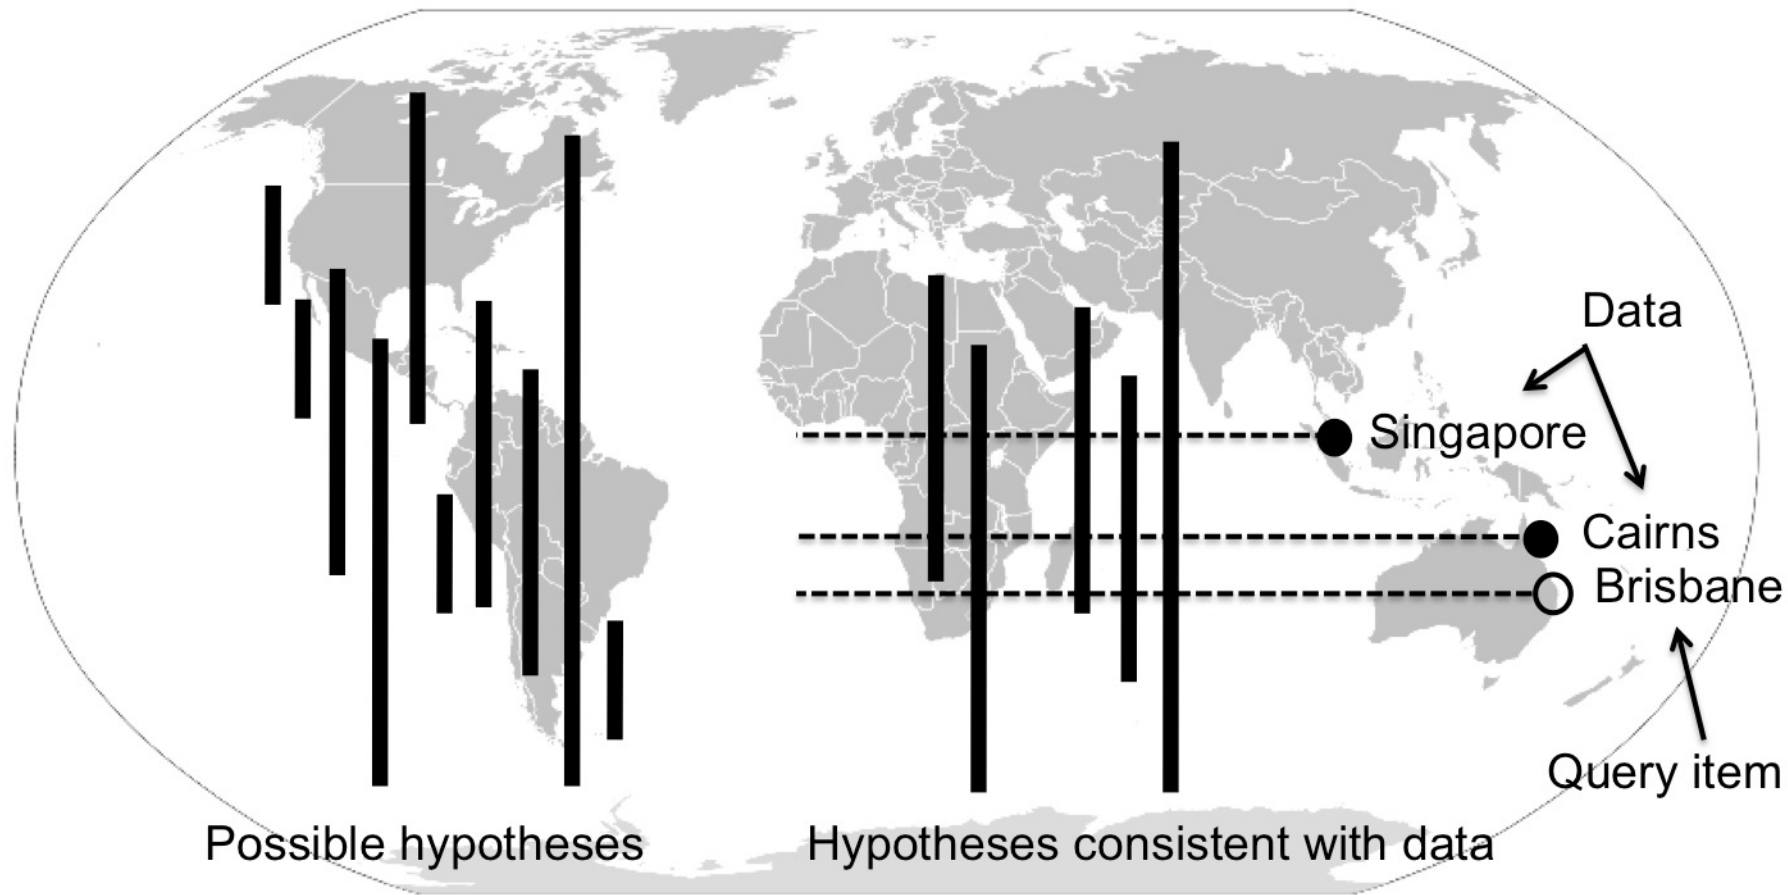 Data
Singapore
Cairns
Brisbane
Query item
Possible hypotheses
Hypotheses consistent with data